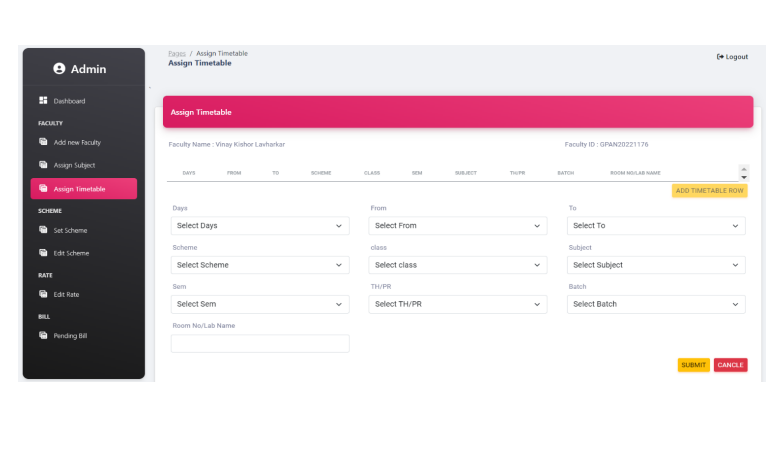 Admin
Dashboard
FACULTY
Add new Faculty
Assign Subject
Assign Timetable
SCHEME
Set Scheme
Edit Scheme
RATE
Edit Rate
BILL
Pending Bill
Pages / Assign Timetable
Assign Timetable
Logout
Assign Timetable
Faculty Name : Vinay Kishor Lavharkar Faculty ID : GPAN20221176
DAYS FROM TO SCHEME CLASS SEM SUBJECT TH/PR BATCH ROOM NO/LAB NAME
ADD TIMETABLE ROW
Days From To
Select Days Select From Select To
Scheme class Subject
Select Scheme Select class Select Subject
Sem TH/PR Batch
Select Sem Select TH/PR Select Batch
Room No/Lab Name
SUBMIT CANCLE